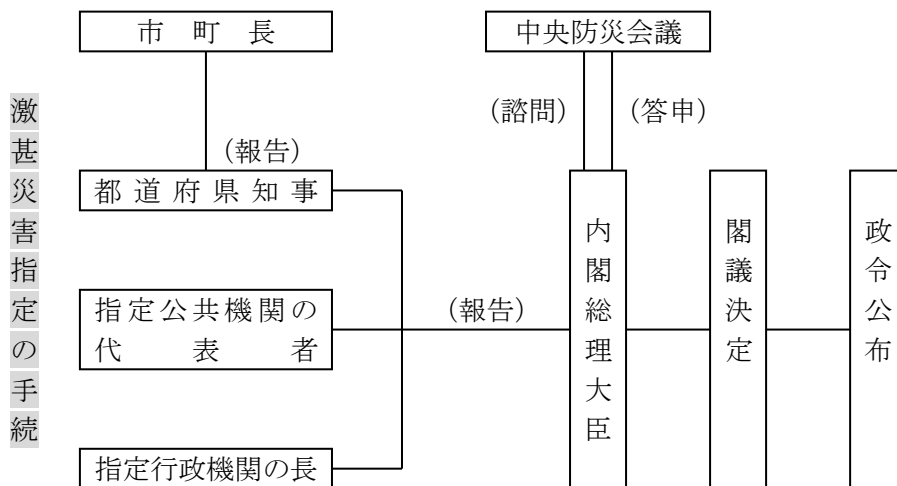 激甚災害指定の手続
市町長
中央防災会議
(諮問)
(答申)
(報告)
都道府県知事
指定公共機関の
代表者
(報告)
指定行政機関の長
内閣総理大臣
閣議決定
政令公布